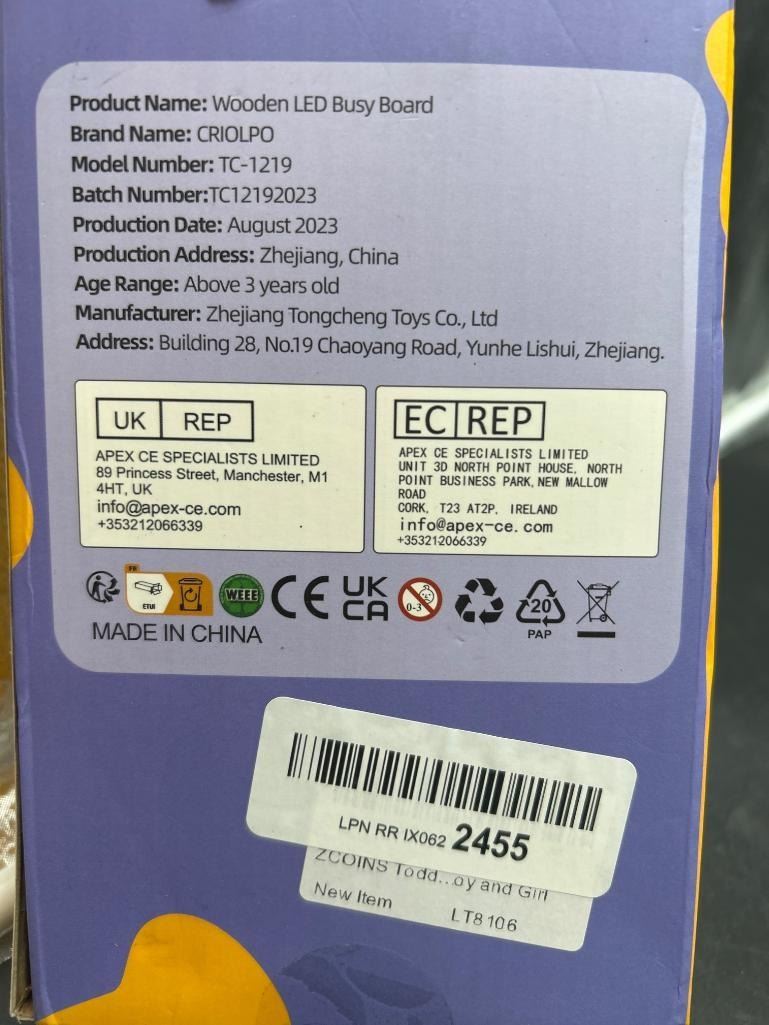 Product Name: Wooden LED Busy Board
Brand Name: CRIOLPO
Model Number: TC-1219
Batch Number:TC12192023
Production Date: August 2023
Production Address: Zhejiang, China
Age Range: Above 3 years old
Manufacturer: Zhejiang Tongcheng Toys Co., Ltd
Address: Building 28, No.19 Chaoyang Road, Yunhe Lishui, Zhejiang.
UK REP
APEX CE SPECIALISTS LIMITED
89 Princess Street, Manchester, M1
4HT, UK
info@apex-ce.com
+353212066339
EC REP
APEX CE SPECIALISTS LIMITED
UNIT 3D NORTH POINT HOUSE, NORTH
POINT BUSINESS PARK, NEW MALLOW
ROAD
CORK, T23 AT2P, IRELAND
info@apex-ce.com
+353212066339
FR
ETUI
WEEE
CE
UK
CA
0-3
20
PAP
MADE IN CHINA
LPN RR IX062 2455
ZCOINS Todd...oy and Girl
New Item LT8106